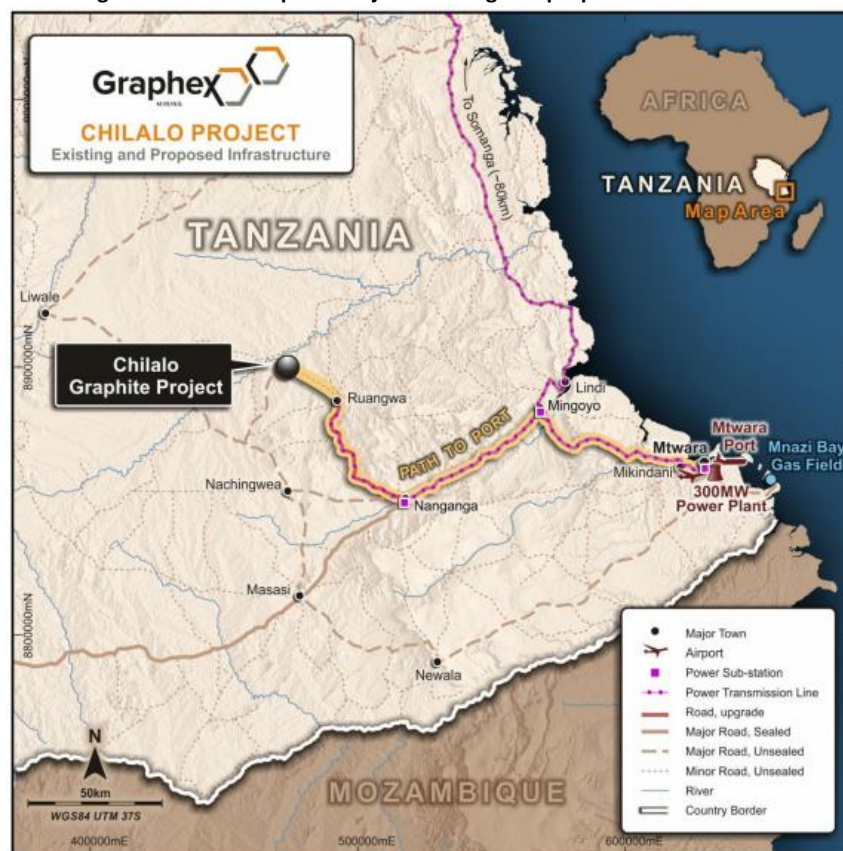 Graphex
MINING
CHILALO PROJECT
Existing and Proposed Infrastructure
To Somanga (~80km)
AFRICA
TANZANIA
Map Area
TANZANIA
Liwale
8900000mN
Chilalo
Graphite Project
Ruangwa
Lindi
Mingoyo
PATH TO PORT
Mtwara
Mtwara
Port
Mikindani
Mnazi Bay
Gas Field
300MW
Power Plant
Nachingwea
Nanganga
Masasi
Newala
8800000mN
Major Town
Airport
Power Sub-station
Power Transmission Line
Road, upgrade
Major Road, Sealed
Major Road, Unsealed
Minor Road, Unsealed
River
Country Border
N
50km
WGS84 UTM 37S
MOZAMBIQUE
400000mE
500000mE
600000mE